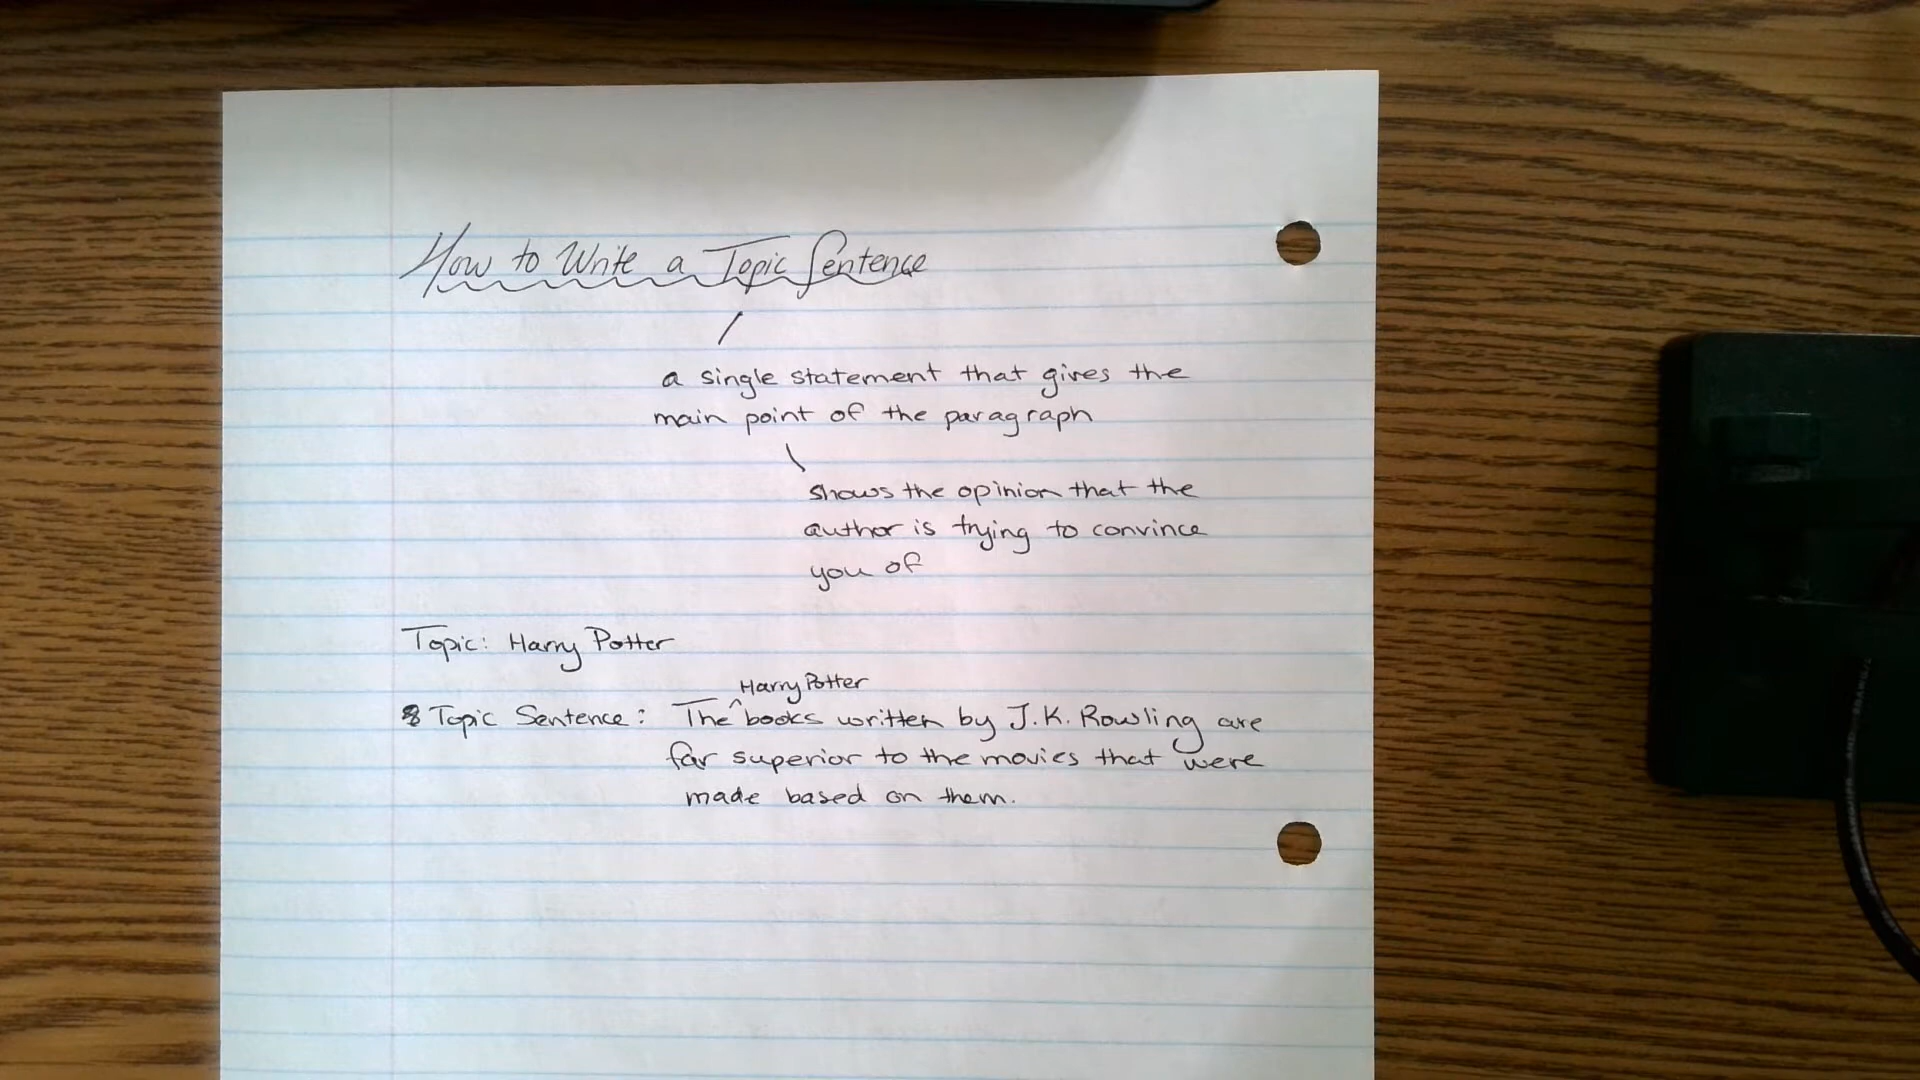 How to Write a Topic Sentence
a single statement that gives the
main point of the paragraph
shows the opinion that the
author is trying to convince
you of
Topic: Harry Potter
Harry Potter
Topic Sentence: The ^ books written by J.K. Rowling are
far superior to the movies that were
made based on them.